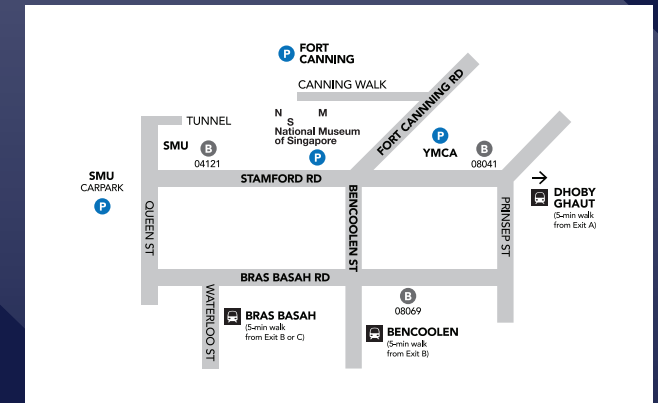 P FORT
CANNING
CANNING WALK
FORT CANNNING RD
TUNNEL
N S M
National Museum
of Singapore
P
SMU B
04121
P
YMCA
B
08041
SMU
CARPARK
P
STAMFORD RD
DHOBY
GHAUT
(5-min walk
from Exit A)
QUEEN ST
BENCOOLEN ST
PRINSEP ST
BRAS BASAH RD
WATERLOO ST
BRAS BASAH
(5-min walk
from Exit B or C)
B
08069
BENCOOLEN
(5-min walk
from Exit B)